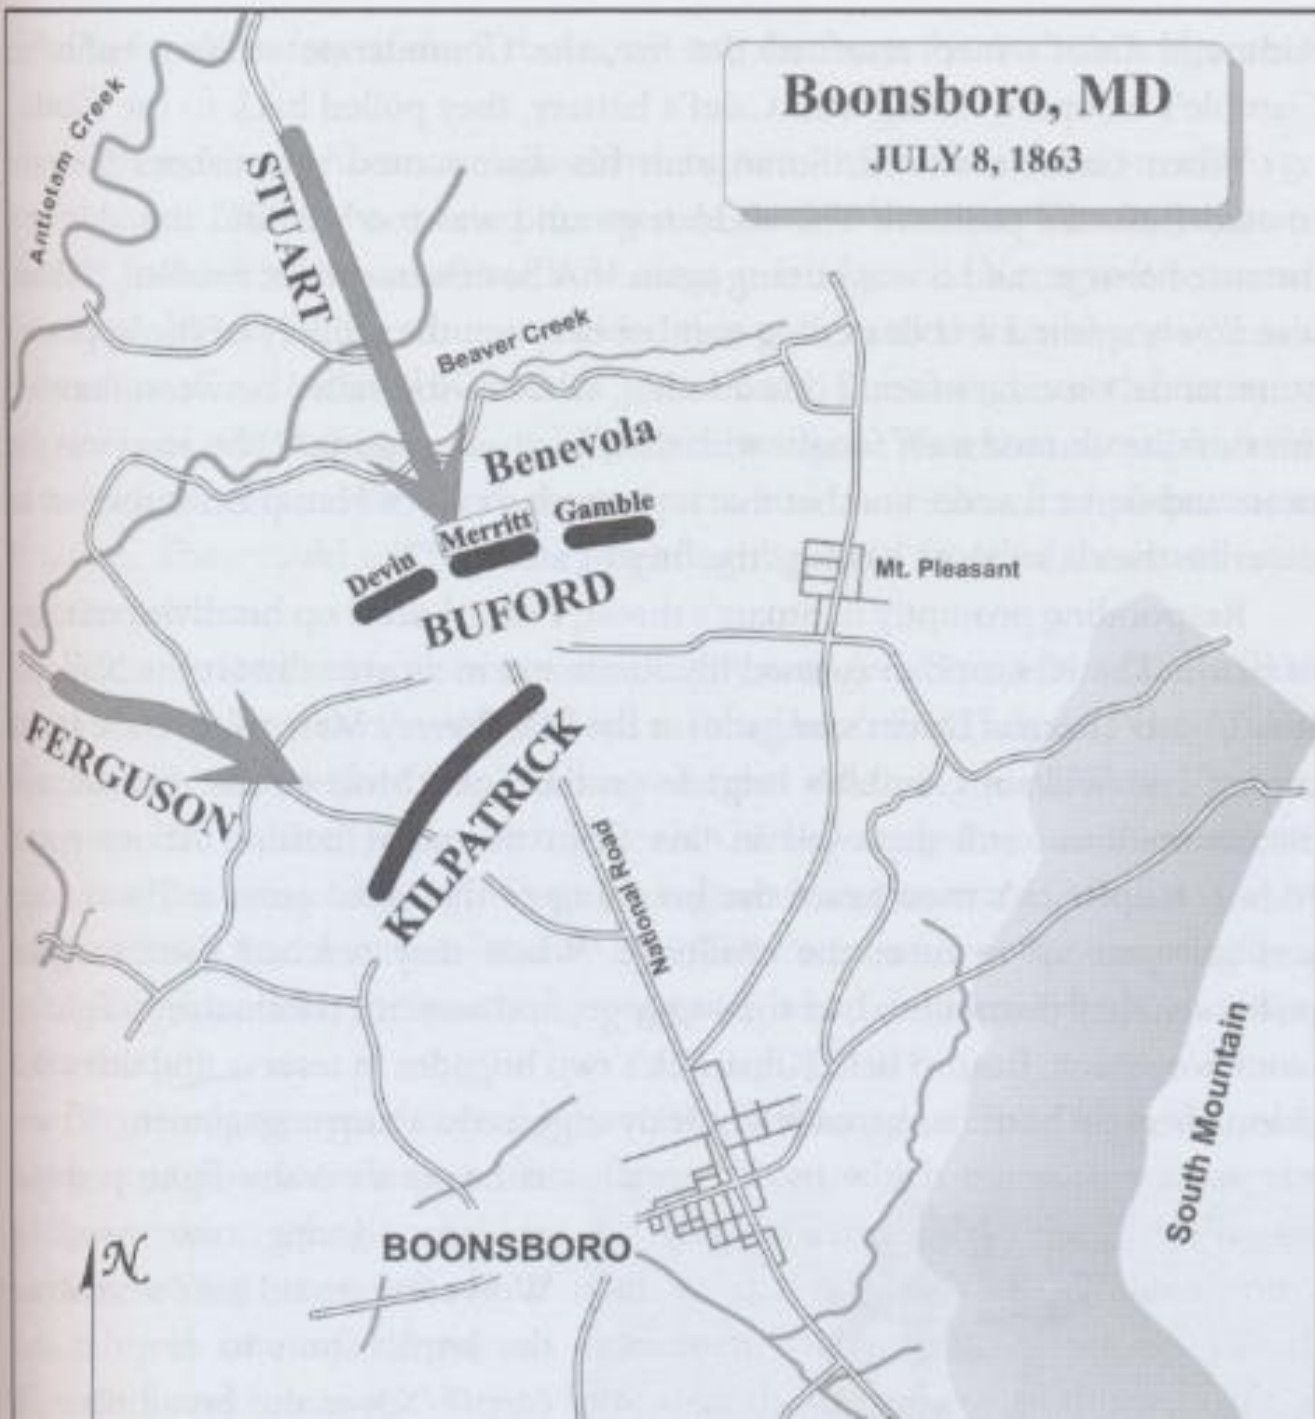 Boonsboro, MD
JULY 8, 1863
Antietam Creek
STUART
Beaver Creek
Benevola
Gamble
Merritt
Devin
BUFORD
Mt. Pleasant
FERGUSON
KILPATRICK
National Road
South Mountain
BOONSBORO
N